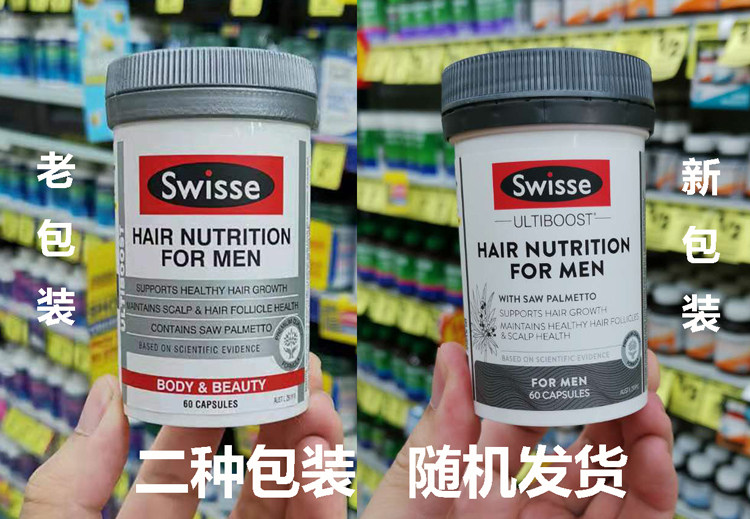 老包装
Swisse
HAIR NUTRITION
FOR MEN
SUPPORTS HEALTHY HAIR GROWTH
MAINTAINS SCALP & HAIR FOLLICLE HEALTH
CONTAINS SAW PALMETTO
BASED ON SCIENTIFIC EVIDENCE
BODY & BEAUTY
60 CAPSULES
ULTIBOOST
新包装
Swisse
ULTIBOOST
HAIR NUTRITION
FOR MEN
WITH SAW PALMETTO
SUPPORTS HAIR GROWTH
MAINTAINS HEALTHY HAIR FOLLICLES
& SCALP HEALTH
BASED ON SCIENTIFIC EVIDENCE
FOR MEN
60 CAPSULES
二种包装 随机发货